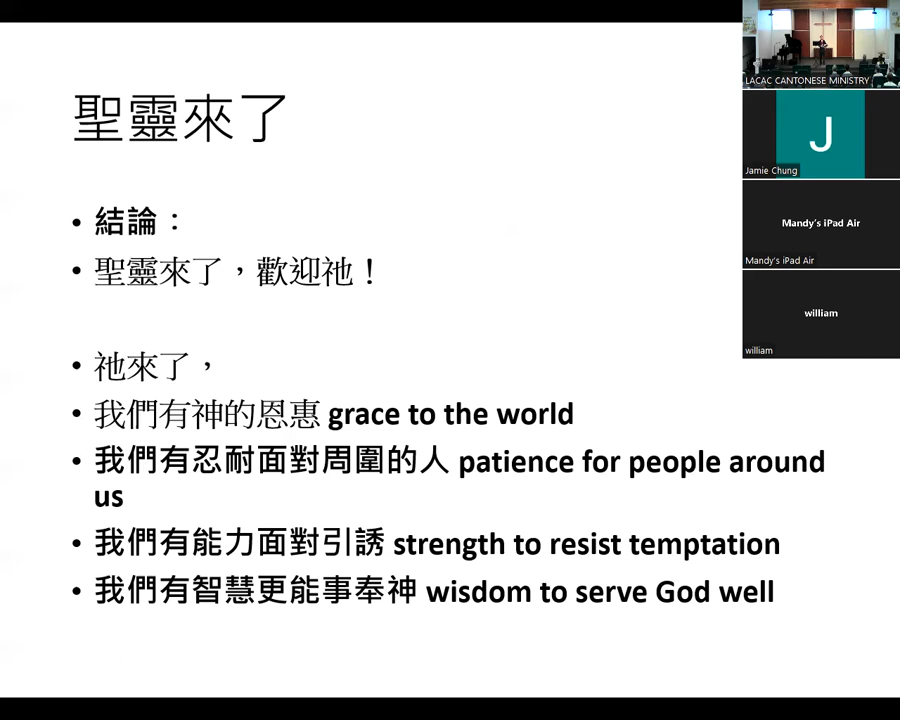 聖靈來了
• 結論：
• 聖靈來了，歡迎祂！
• 祂來了，
• 我們有神的恩惠 grace to the world
• 我們有忍耐面對周圍的人 patience for people around
us
• 我們有能力面對引誘 strength to resist temptation
• 我們有智慧更能事奉神 wisdom to serve God well
LACAC CANTONESE MINISTRY
J
Jamie Chung
Mandy's iPad Air
Mandy's iPad Air
william
william